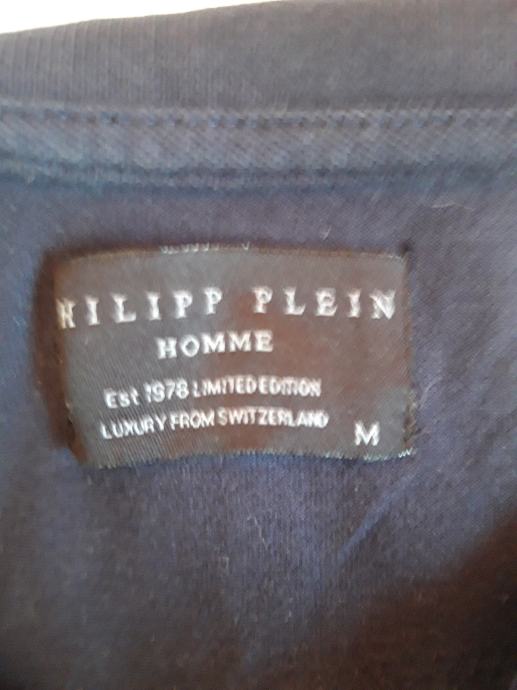 HILIPP PLEIN
HOMME
Est 1978 LIMITED EDITION
LUXURY FROM SWITZERLAND
M